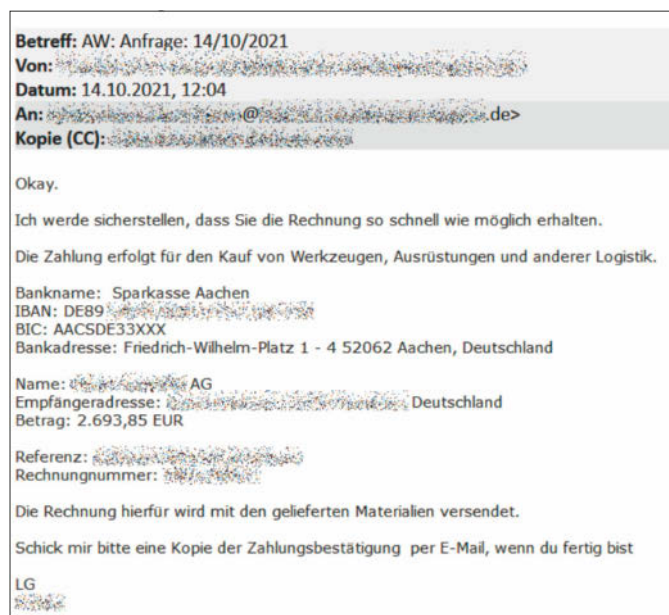 Betreff: AW: Anfrage: 14/10/2021
Von:
Datum: 14.10.2021, 12:04
An: @ .de>
Kopie (CC):
Okay.
Ich werde sicherstellen, dass Sie die Rechnung so schnell wie möglich erhalten.
Die Zahlung erfolgt für den Kauf von Werkzeugen, Ausrüstungen und anderer Logistik.
Bankname: Sparkasse Aachen
IBAN: DE89
BIC: AACSDE33XXX
Bankadresse: Friedrich-Wilhelm-Platz 1 - 4 52062 Aachen, Deutschland
Name: AG
Empfängeradresse: Deutschland
Betrag: 2.693,85 EUR
Referenz:
Rechnungnummer:
Die Rechnung hierfür wird mit den gelieferten Materialien versendet.
Schick mir bitte eine Kopie der Zahlungsbestätigung per E-Mail, wenn du fertig bist
LG